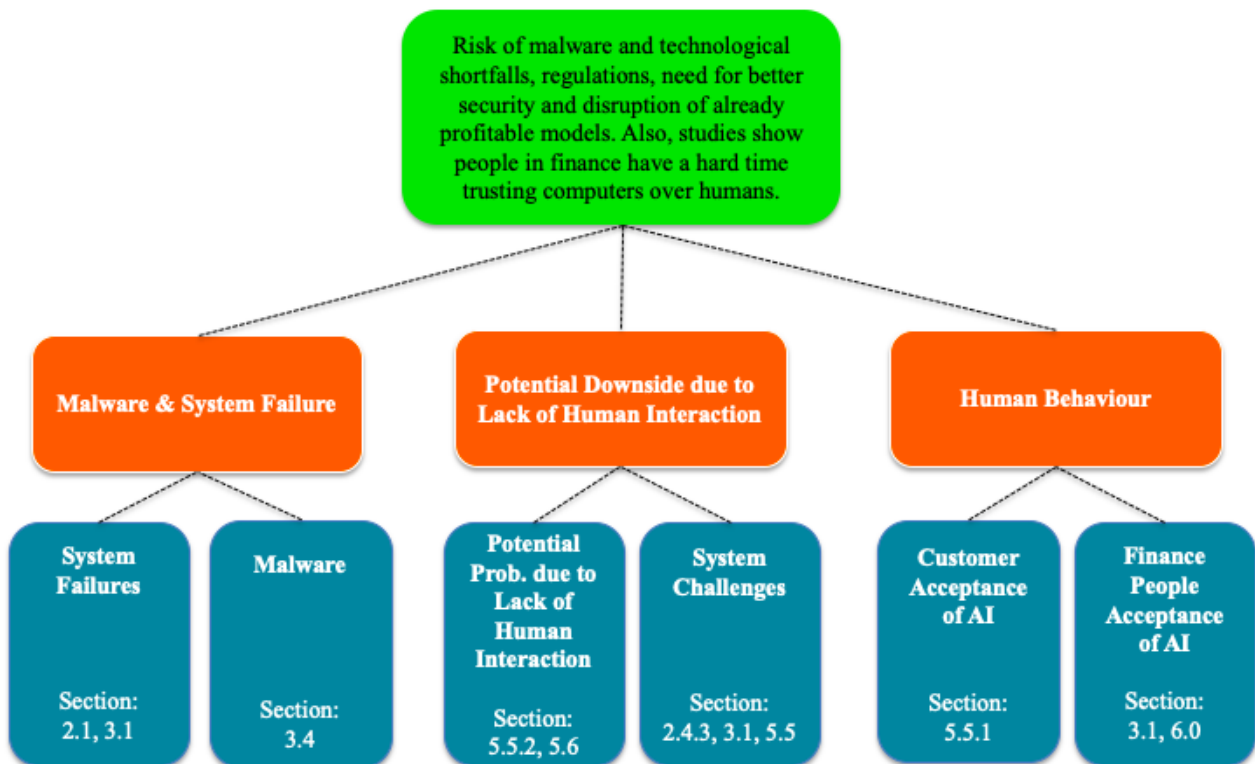 Risk of malware and technological
shortfalls, regulations, need for better
security and disruption of already
profitable models. Also, studies show
people in finance have a hard time
trusting computers over humans.
Malware & System Failure
Potential Downside due to
Lack of Human Interaction
Human Behaviour
System
Failures
Section:
2.1, 3.1
Malware
Section:
3.4
Potential
Prob. due to
Lack of
Human
Interaction
Section:
5.5.2, 5.6
System
Challenges
Section:
2.4.3, 3.1, 5.5
Customer
Acceptance
of AI
Section:
5.5.1
Finance
People
Acceptance
of AI
Section:
3.1, 6.0